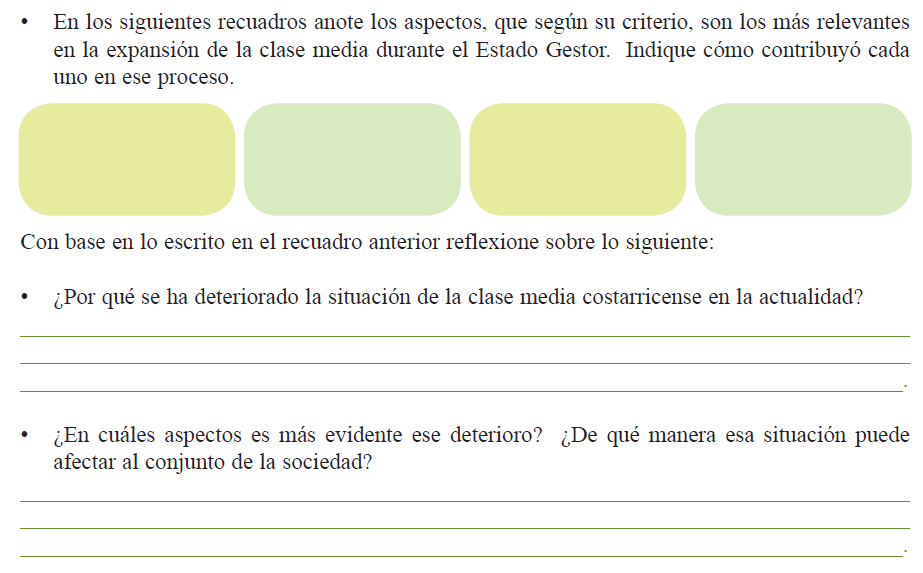 • En los siguientes recuadros anote los aspectos, que según su criterio, son los más relevantes
en la expansión de la clase media durante el Estado Gestor. Indique cómo contribuyó cada
uno en ese proceso.
Con base en lo escrito en el recuadro anterior reflexione sobre lo siguiente:
• ¿Por qué se ha deteriorado la situación de la clase media costarricense en la actualidad?
.
• ¿En cuáles aspectos es más evidente ese deterioro? ¿De qué manera esa situación puede
afectar al conjunto de la sociedad?
.